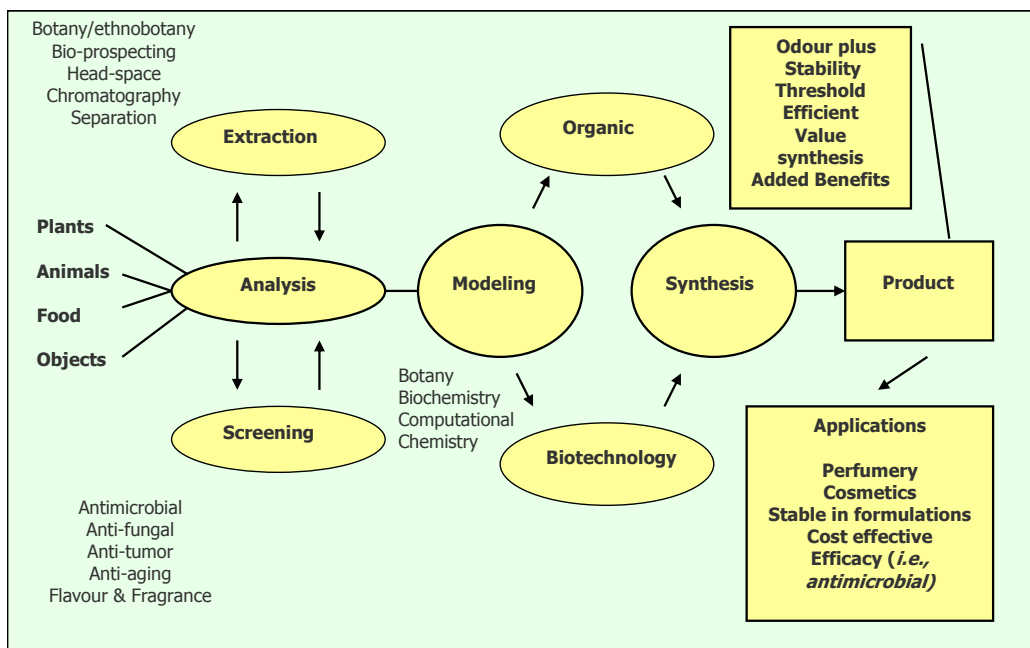 Botany/ethnobotany
Bio-prospecting
Head-space
Chromatography
Separation
Extraction
Organic
Odour plus
Stability
Threshold
Efficient
Value
synthesis
Added Benefits
Plants
Animals
Food
Objects
Analysis
Modeling
Synthesis
Product
Botany
Biochemistry
Computational
Chemistry
Screening
Biotechnology
Antimicrobial
Anti-fungal
Anti-tumor
Anti-aging
Flavour & Fragrance
Applications
Perfumery
Cosmetics
Stable in formulations
Cost effective
Efficacy (i.e.,
antimicrobial)